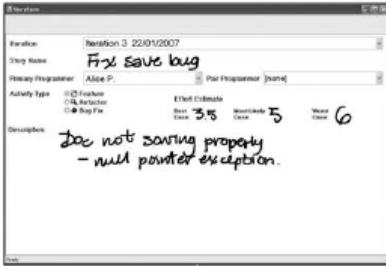 Iteration
Iteration 3 22/01/2007
Story Name
Fix save bug
Primary Programmer
Alice P.
Pair Programmer
[none]
Activity Type
Feature
Refactor
Bug Fix
Effort Estimate
Best Case 3.5
Most Likely Case 5
Worst Case 6
Description
Doc not saving properly
- null pointer exception.
Ready